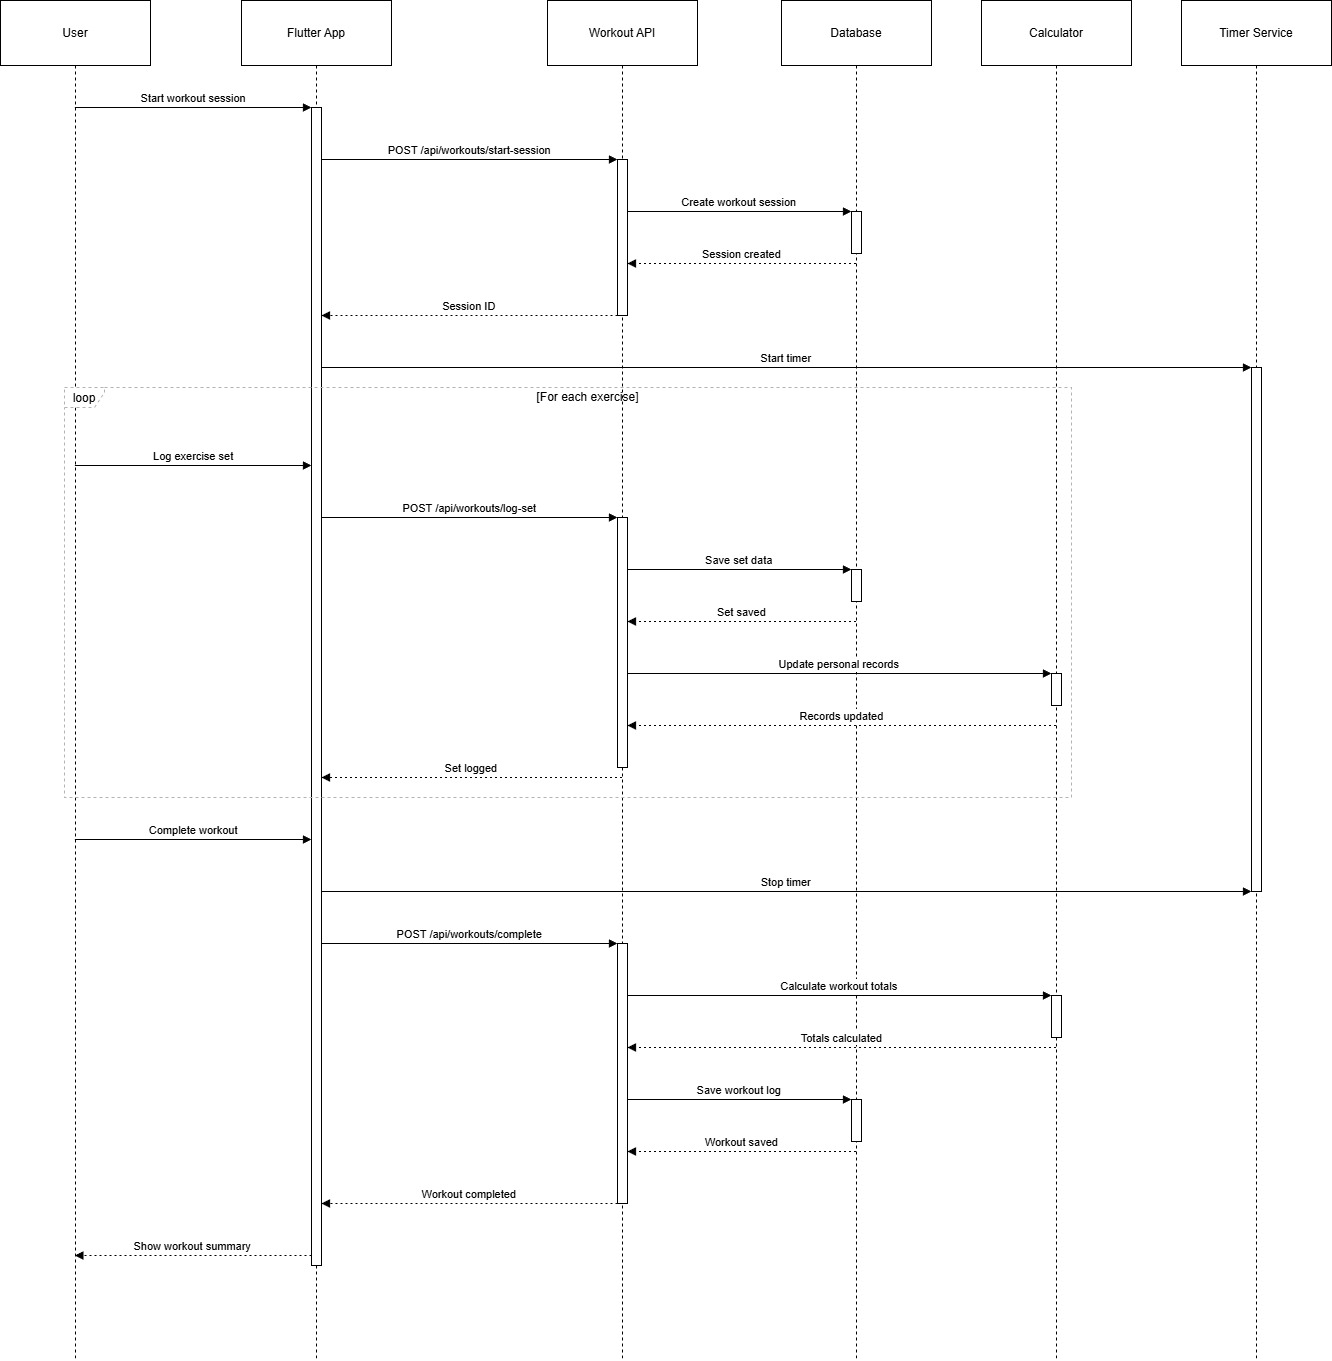 User
Flutter App
Workout API
Database
Calculator
Timer Service
Start workout session
POST /api/workouts/start-session
Create workout session
Session created
Session ID
Start timer
loop
[For each exercise]
Log exercise set
POST /api/workouts/log-set
Save set data
Set saved
Update personal records
Records updated
Set logged
Complete workout
Stop timer
POST /api/workouts/complete
Calculate workout totals
Totals calculated
Save workout log
Workout saved
Workout completed
Show workout summary